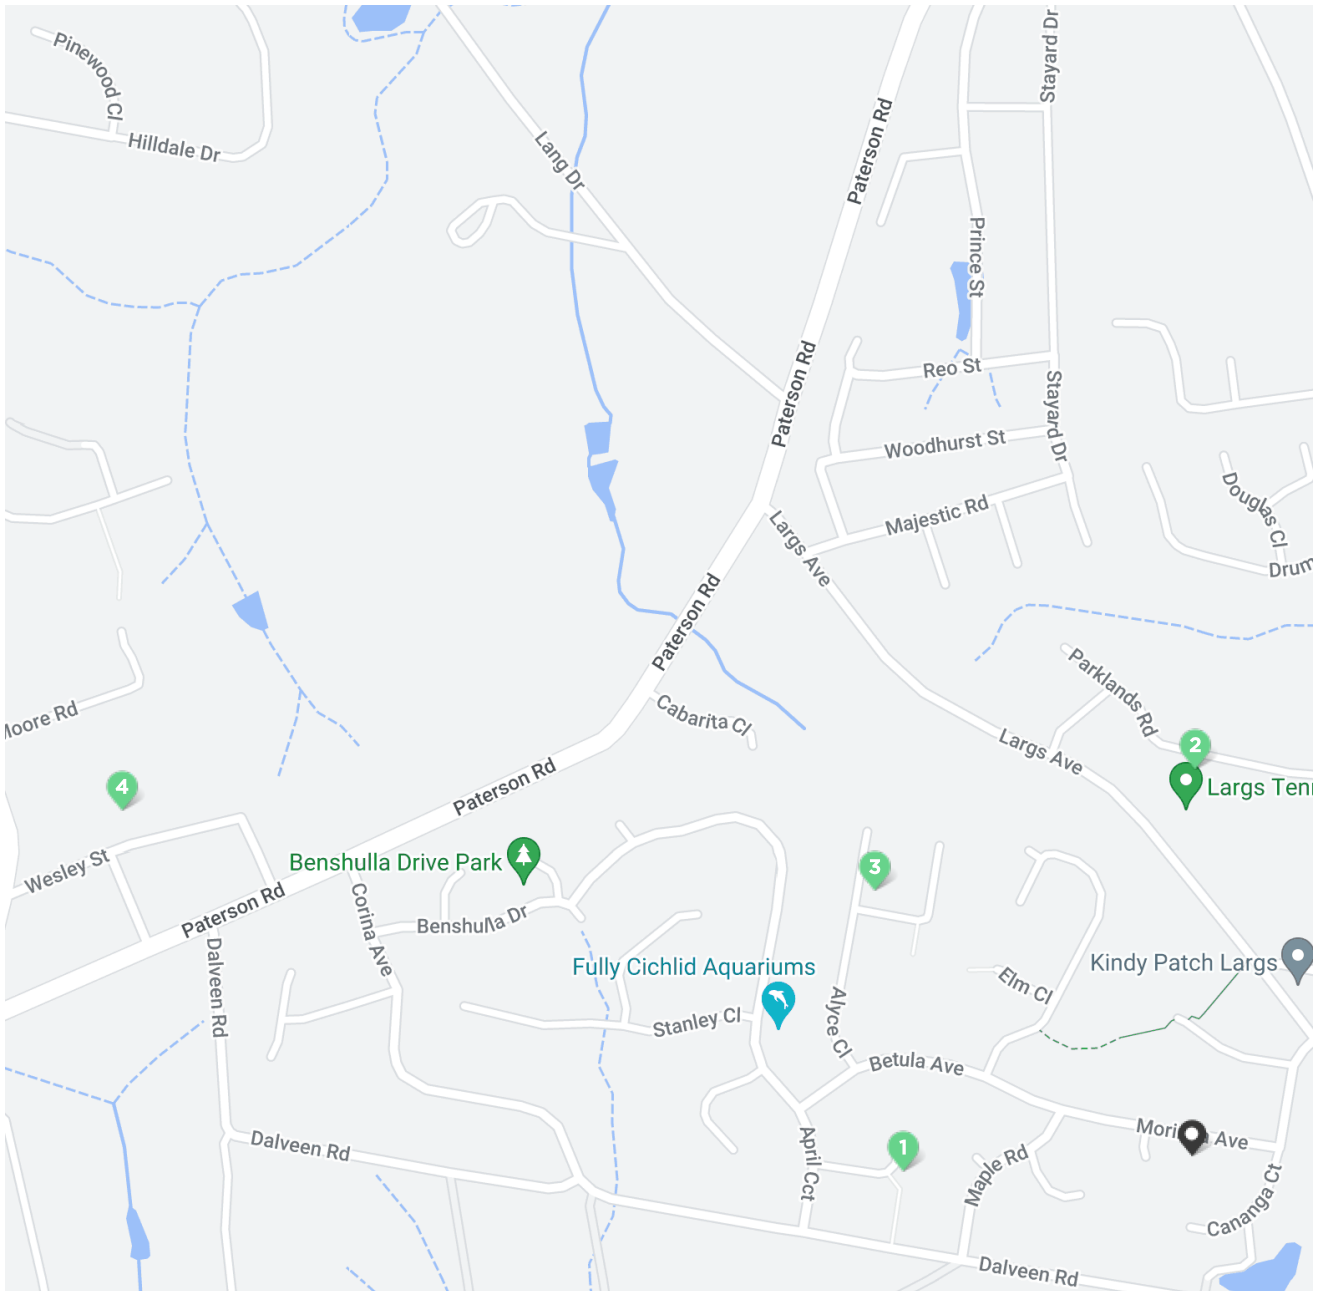 Pinewood Cl
Hilldale Dr
Lang Dr
Paterson Rd
Stayard Dr
Prince St
Paterson Rd
Reo St
Stayard Dr
Woodhurst St
Majestic Rd
Douglas Cl
Largs Ave
Paterson Rd
Parklands Rd
Cabarita Cl
Largs Ave
2
Largs Ten
Paterson Rd
4
Wesley St
Benshulla Drive Park
3
Paterson Rd
Corina Ave
Benshulla Dr
Dalveen Rd
Fully Cichlid Aquariums
Kindy Patch Largs
Elm Cl
Stanley Cl
Alyce Cl
Betula Ave
Dalveen Rd
April Cct
1
Maple Rd
Ave
Cananga Ct
Dalveen Rd